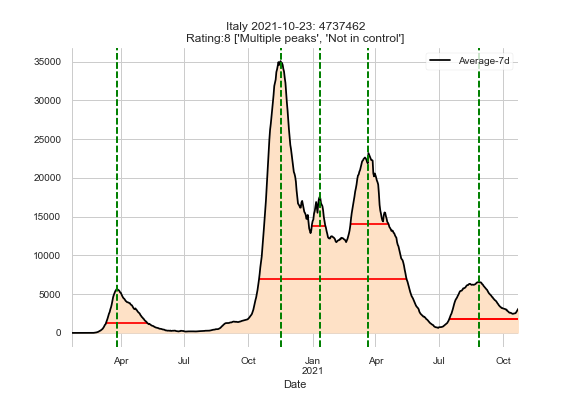 Italy 2021-10-23: 4737462
Rating:8 ['Multiple peaks', 'Not in control']
Average-7d
35000
30000
25000
20000
15000
10000
5000
0
Apr Jul Oct Jan Apr Jul Oct
2021
Date